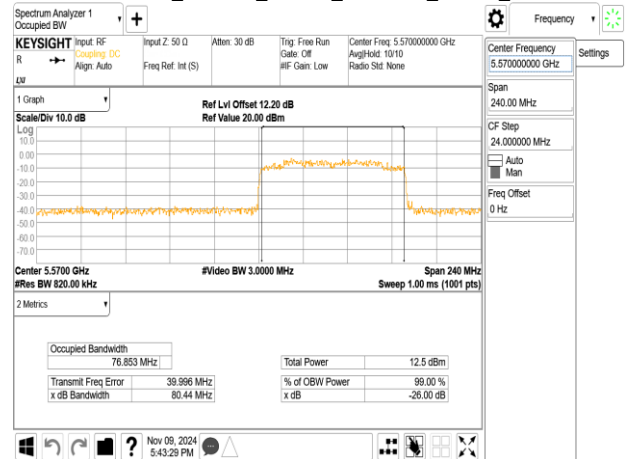 Spectrum Analyzer 1
Occupied BW
Frequency
KEYSIGHT
R
LXI
Input: RF
Coupling: DC
Align: Auto
Input Z: 50 Ω
Freq Ref: Int (S)
Atten: 30 dB
Trig: Free Run
Gate: Off
#IF Gain: Low
Center Freq: 5.570000000 GHz
Avg|Hold: 10/10
Radio Std: None
Center Frequency
5.570000000 GHz
Settings
Span
240.00 MHz
CF Step
24.000000 MHz
Auto
Man
Freq Offset
0 Hz
1 Graph
Ref Lvl Offset 12.20 dB
Scale/Div 10.0 dB
Ref Value 20.00 dBm
Log
10.0
0.00
-10.0
-20.0
-30.0
-40.0
-50.0
-60.0
-70.0
Center 5.5700 GHz
#Video BW 3.0000 MHz
Span 240 MHz
#Res BW 820.00 kHz
Sweep 1.00 ms (1001 pts)
2 Metrics
Occupied Bandwidth
76.853 MHz
Total Power 12.5 dBm
Transmit Freq Error 39.996 MHz
% of OBW Power 99.00 %
x dB Bandwidth 80.44 MHz
x dB -26.00 dB
?
Nov 09, 2024
5:43:29 PM